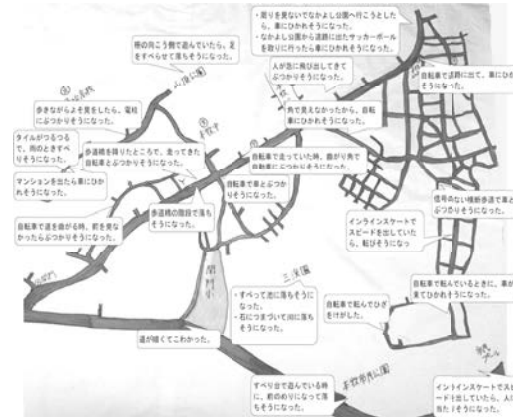 ・周りを見ないでなかよし公園へ行こうとした
ら、車にひかれそうになった。
・なかよし公園から道路に出たサッカーボール
を取りに行ったら車にひかれそうになった。
柵の向こう側で遊んでいたら、足
をすべらせて落ちそうになった。
人が急に飛び出してきて
ぶつかりそうになった。
自転車で道路に出て、車にひか
そうになった。
歩きながらよそ見をしたら、電柱
にぶつかりそうになった。
角で見えなかったから、自転
車にひかれそうになった。
タイルがつるつる
で、雨のときすべ
りそうになった。
歩道橋を降りたところで、走ってきた
自転車とぶつかりそうになった。
自転車で走っていた時、曲がり角で
自動車にぶつかりそうになった。
マンションを出たら車にひか
れそうになった。
自転車で車とぶつか
りそうになった。
信号のない横断歩道で車と
ぶつかりそうになった。
歩道橋の階段で落ち
そうになった。
自転車で道を曲がる時、前を見な
かったらぶつかりそうになった。
インラインスケートで
スピードを出していた
ら、転びそうになっ
三渓園
・すべって池に落ちそうに
なった。
・石につまづいて川に落ち
そうになった。
自転車で転んでひざ
をけがした。
自転車で転んでいるときに、車が
来てひかれそうになった。
道が暗くてこわかった。
すべり台で遊んでいる時
に、前のめりになって落
ちそうになった。
本牧市民公園
インラインスケートでスピ
ードを出していたら、人に
当たりそうになった。